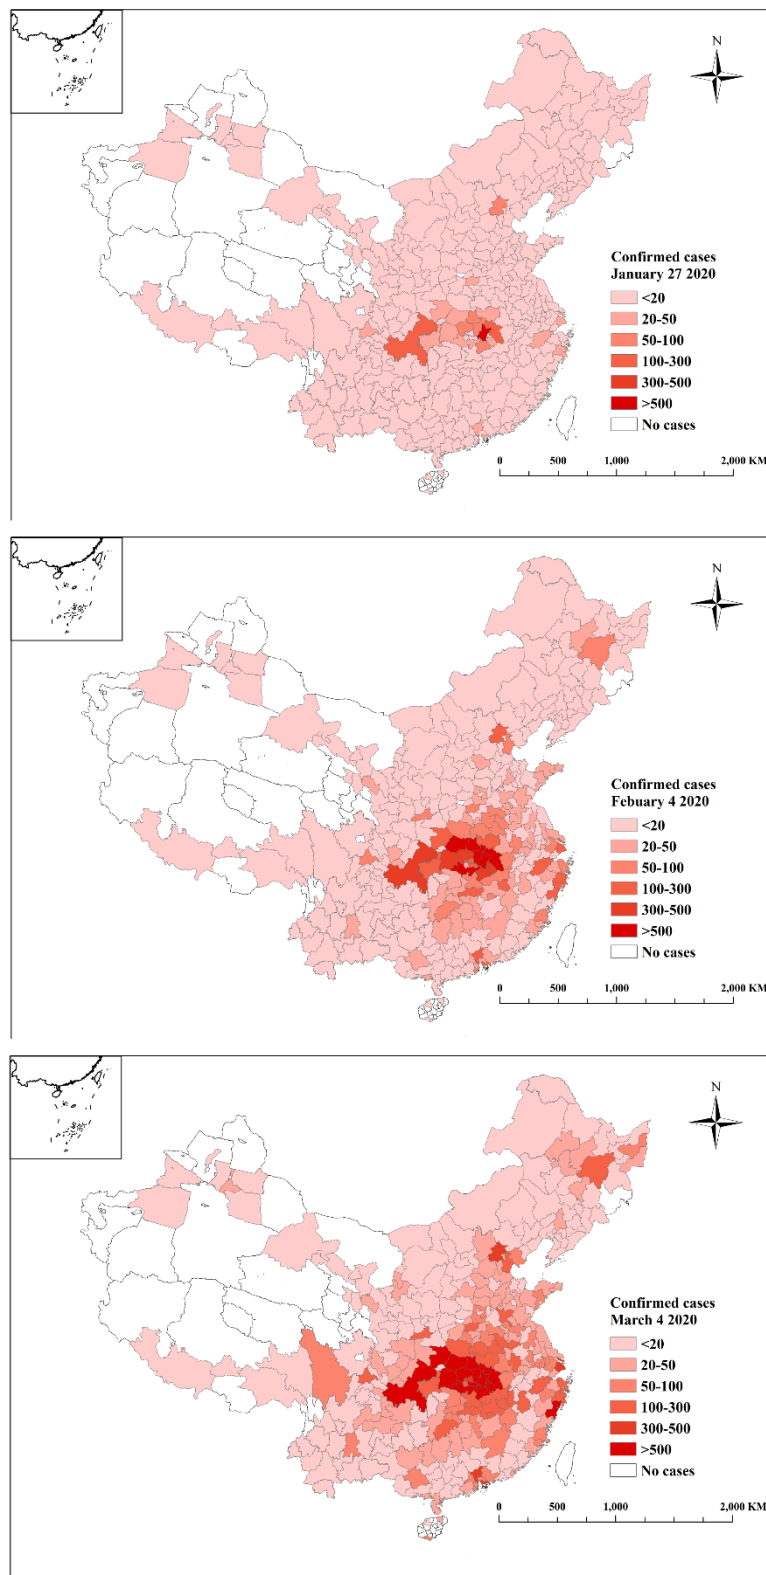 N
Confirmed cases
January 27 2020
<20
20-50
50-100
100-300
300-500
>500
No cases
0 500 1,000 2,000 KM
N
Confirmed cases
Febuary 4 2020
<20
20-50
50-100
100-300
300-500
>500
No cases
0 500 1,000 2,000 KM
N
Confirmed cases
March 4 2020
<20
20-50
50-100
100-300
300-500
>500
No cases
0 500 1,000 2,000 KM